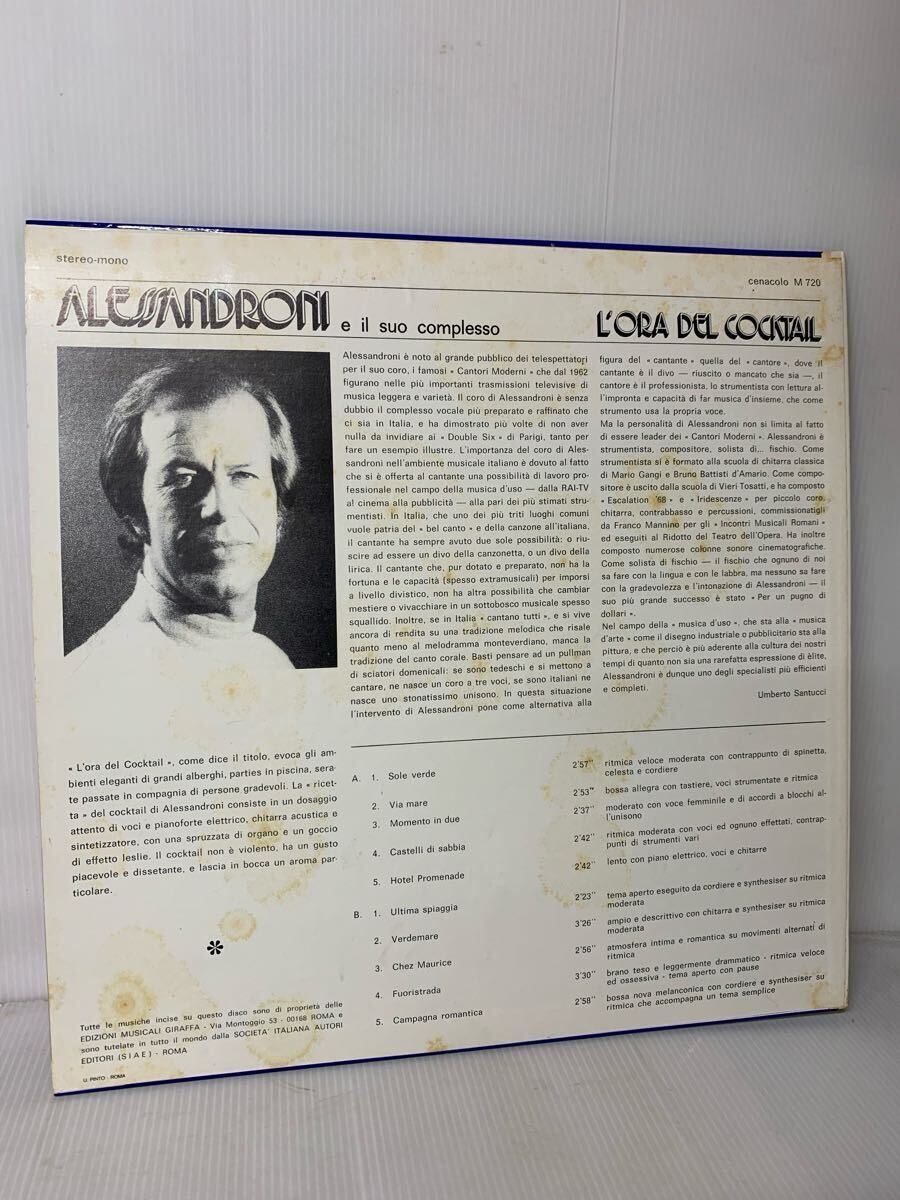 stereo-mono
cenacolo M 720
ALESSANDRONI e il suo complesso
L'ORA DEL COCKTAIL
Alessandroni è noto al grande pubblico dei telespettatori
per il suo coro, i famosi « Cantori Moderni » che dal 1962
figurano nelle più importanti trasmissioni televisive di
musica leggera e varietà. Il coro di Alessandroni è senza
dubbio il complesso vocale più preparato e raffinato che
ci sia in Italia, e ha dimostrato più volte di non aver
nulla da invidiare ai « Double Six » di Parigi, tanto per
fare un esempio illustre. L'importanza del coro di Ales-
sandroni nell'ambiente musicale italiano è dovuto al fatto
che si è offerta al cantante una possibilità di lavoro pro-
fessionale nel campo della musica d'uso — dalla RAI-TV
al cinema alla pubblicità — alla pari dei più stimati stru-
mentisti. In Italia, che uno dei più triti luoghi comuni
vuole patria del « bel canto » e della canzone all'italiana,
il cantante ha sempre avuto due sole possibilità: o riu-
scire ad essere un divo della canzonetta, o un divo della
lirica. Il cantante che, pur dotato e preparato, non ha la
fortuna e le capacità (spesso extramusicali) per imporsi
a livello divistico, non ha altra possibilità che cambiar
mestiere o vivacchiare in un sottobosco musicale spesso
squallido. Inoltre, se in Italia « cantano tutti », e si vive
ancora di rendita su una tradizione melodica che risale
quanto meno al melodramma monteverdiano, manca la
tradizione del canto corale. Basti pensare ad un pullman
di sciatori domenicali: se sono tedeschi e si mettono a
cantare, ne nasce un coro a tre voci, se sono italiani ne
nasce uno stonatissimo unisono. In questa situazione
l'intervento di Alessandroni pone come alternativa alla
figura del « cantante » quella del « cantore », dove il
cantante è il divo — riuscito o mancato che sia —, il
cantore è il professionista, lo strumentista con lettura al-
l'impronta e capacità di far musica d'insieme, che come
strumento usa la propria voce.
Ma la personalità di Alessandroni non si limita al fatto
di essere leader dei « Cantori Moderni ». Alessandroni è
strumentista, compositore, solista di... fischio. Come
strumentista si è formato alla scuola di chitarra classica
di Mario Gangi e Bruno Battisti d'Amario. Come compo-
sitore è uscito dalla scuola di Vieri Tosatti, e ha composto
« Escalation '68 » e « Iridescenze » per piccolo coro,
chitarra, contrabbasso e percussioni, commissionatigli
da Franco Mannino per gli « Incontri Musicali Romani »
ed eseguiti al Ridotto del Teatro dell'Opera. Ha inoltre
composto numerose colonne sonore cinematografiche.
Come solista di fischio — il fischio che ognuno di noi
sa fare con la lingua e con le labbra, ma nessuno sa fare
con la gradevolezza e l'intonazione di Alessandroni — il
suo più grande successo è stato « Per un pugno di
dollari ».
Nel campo della « musica d'uso », che sta alla « musica
d'arte » come il disegno industriale o pubblicitario sta alla
pittura, e che perciò è più aderente alla cultura dei nostri
tempi di quanto non sia una rarefatta espressione di èlite,
Alessandroni è dunque uno degli specialisti più efficienti
e completi.
Umberto Santucci
« L'ora del Cocktail », come dice il titolo, evoca gli am-
bienti eleganti di grandi alberghi, parties in piscina, sera-
te passate in compagnia di persone gradevoli. La « ricet-
ta » del cocktail di Alessandroni consiste in un dosaggio
attento di voci e pianoforte elettrico, chitarra acustica e
sintetizzatore, con una spruzzata di organo e un goccio
di effetto leslie. Il cocktail non è violento, ha un gusto
piacevole e dissetante, e lascia in bocca un aroma par-
ticolare.
Tutte le musiche incise su questo disco sono di proprietà delle
EDIZIONI MUSICALI GIRAFFA - Via Montoggio 53 - 00168 ROMA e
sono tutelate in tutto il mondo dalla SOCIETA' ITALIANA AUTORI
EDITORI (S I A E) - ROMA
U. PINTO - ROMA
A. 1. Sole verde 2'57" ritmica veloce moderata con contrappunto di spinetta,
celesta e cordiere
2. Via mare 2'53" bossa allegra con tastiere, voci strumentate e ritmica
3. Momento in due 2'37" moderato con voce femminile e di accordi a blocchi al-
l'unisono
4. Castelli di sabbia 2'42" ritmica moderata con voci ed ognuno effettati, contrap-
punti di strumenti vari
5. Hotel Promenade 2'42" lento con piano elettrico, voci e chitarre
B. 1. Ultima spiaggia 2'23" tema aperto eseguito da cordiere e synthesiser su ritmica
moderata
2. Verdemare 3'26" ampio e descrittivo con chitarra e synthesiser su ritmica
moderata
3. Chez Maurice 2'56" atmosfera intima e romantica su movimenti alternati di
ritmica
4. Fuoristrada 3'30" brano teso e leggermente drammatico - ritmica veloce
ed ossessiva - tema aperto con pause
5. Campagna romantica 2'58" bossa nova melanconica con cordiere e synthesiser su
ritmica che accompagna un tema semplice